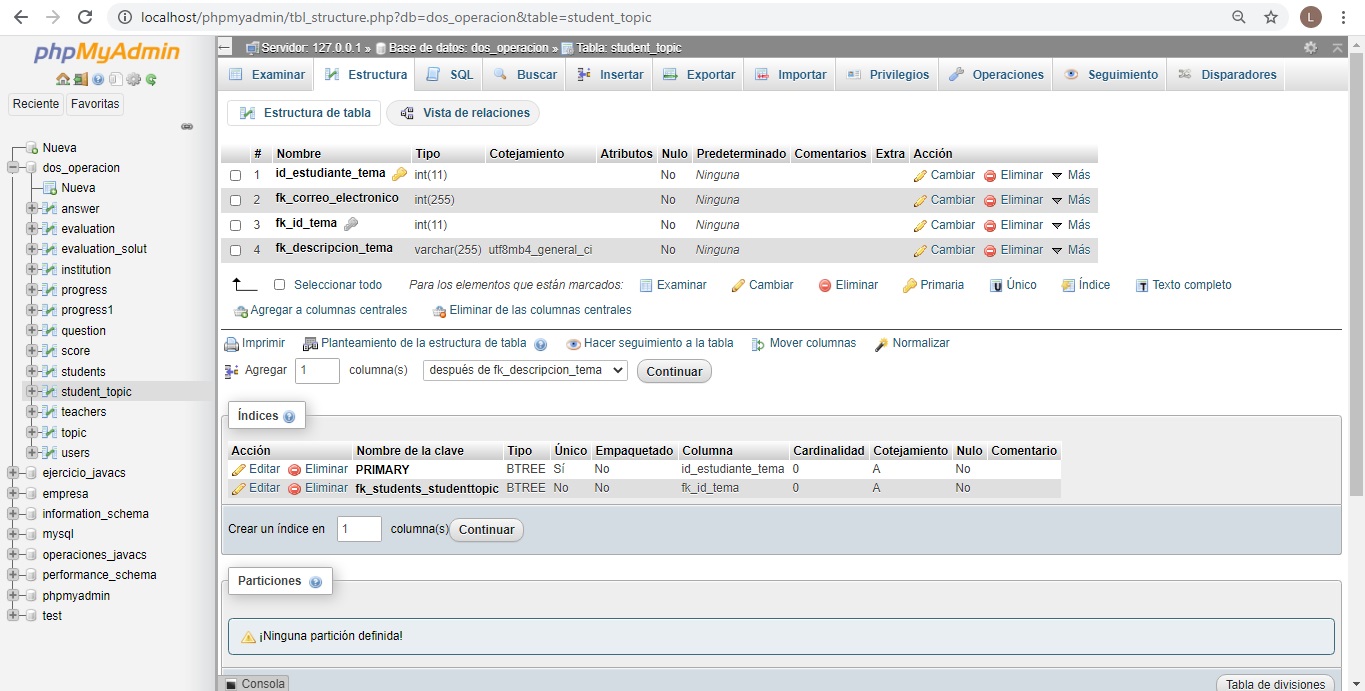 localhost/phpmyadmin/tbl_structure.php?db=dos_operacion&table=student_topic
L
phpMyAdmin
Reciente Favoritas
Nueva
dos_operacion
Nueva
answer
evaluation
evaluation_solut
institution
progress
progress1
question
score
students
student_topic
teachers
topic
users
ejercicio_javacs
empresa
information_schema
mysql
operaciones_javacs
performance_schema
phpmyadmin
test
Servidor: 127.0.0.1 » Base de datos: dos_operacion » Tabla: student_topic
Examinar Estructura SQL Buscar Insertar Exportar Importar Privilegios Operaciones Seguimiento Disparadores
Estructura de tabla Vista de relaciones
# Nombre Tipo Cotejamiento Atributos Nulo Predeterminado Comentarios Extra Acción
1 id_estudiante_tema int(11) No Ninguna Cambiar Eliminar Más
2 fk_correo_electronico int(255) No Ninguna Cambiar Eliminar Más
3 fk_id_tema int(11) No Ninguna Cambiar Eliminar Más
4 fk_descripcion_tema varchar(255) utf8mb4_general_ci No Ninguna Cambiar Eliminar Más
Seleccionar todo Para los elementos que están marcados: Examinar Cambiar Eliminar Primaria Único Índice Texto completo
Agregar a columnas centrales Eliminar de las columnas centrales
Imprimir Planteamiento de la estructura de tabla Hacer seguimiento a la tabla Mover columnas Normalizar
Agregar 1 columna(s) después de fk_descripcion_tema Continuar
Índices
Acción Nombre de la clave Tipo Único Empaquetado Columna Cardinalidad Cotejamiento Nulo Comentario
Editar Eliminar PRIMARY BTREE Sí No id_estudiante_tema 0 A No
Editar Eliminar fk_students_studenttopic BTREE No No fk_id_tema 0 A No
Crear un índice en 1 columna(s) Continuar
Particiones
¡Ninguna partición definida!
Consola
Tabla de divisiones